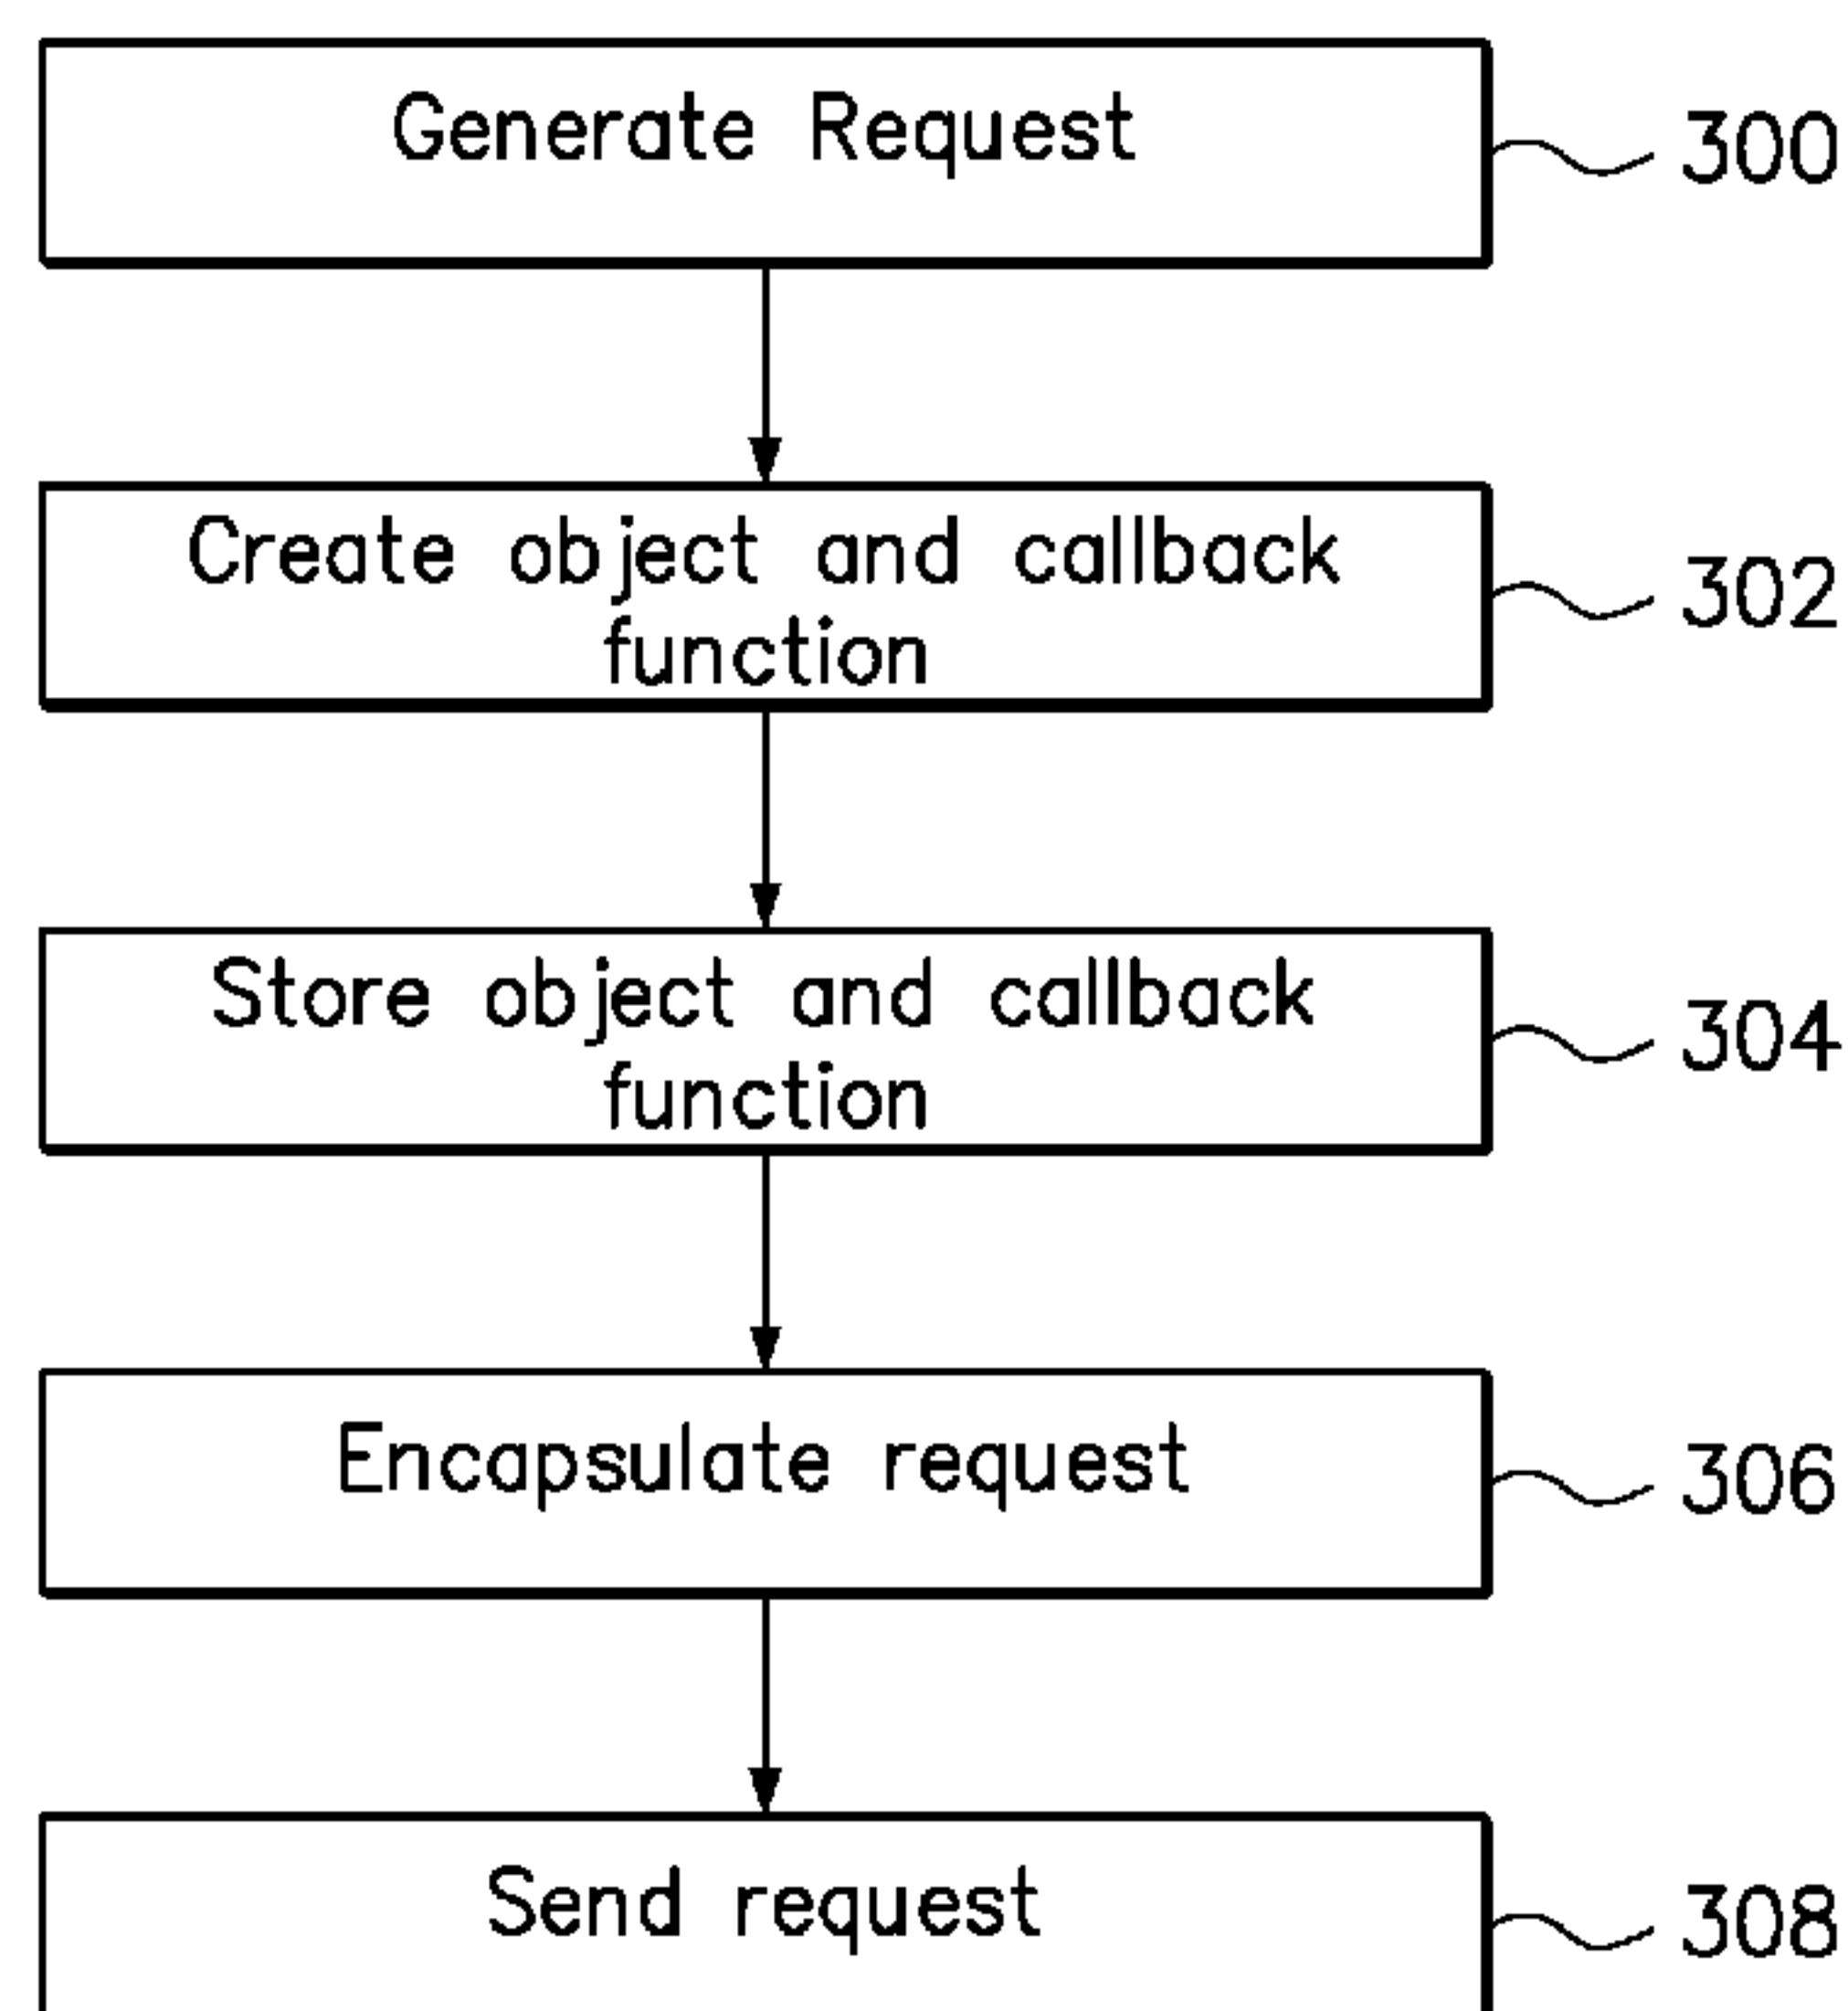 Generate Request
300
Create object and callback
function
302
Store object and callback
function
304
Encapsulate request
306
Send request
308